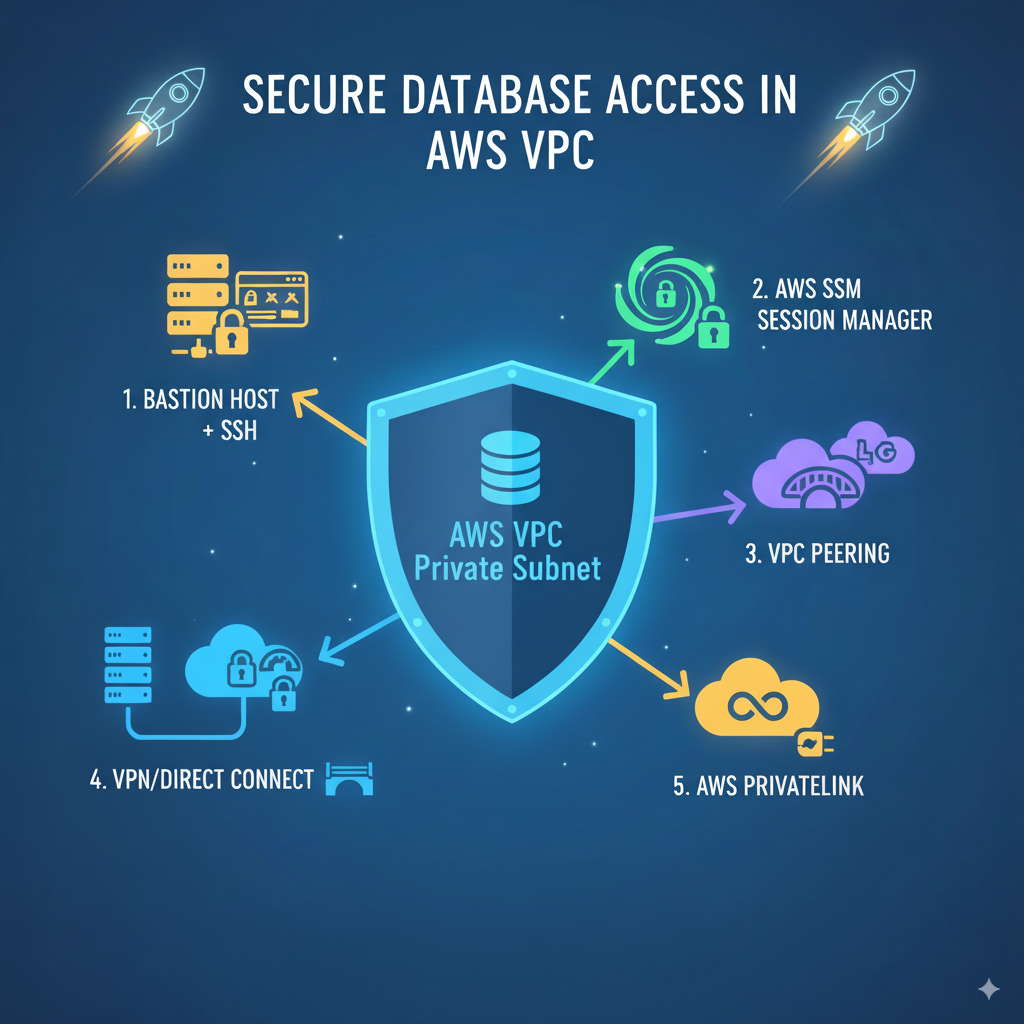 SECURE DATABASE ACCESS IN
AWS VPC
1. BASTION HOST
+ SSH
2. AWS SSM
SESSION MANAGER
AWS VPC
Private Subnet
3. VPC PEERING
4. VPN/DIRECT CONNECT
5. AWS PRIVATELINK